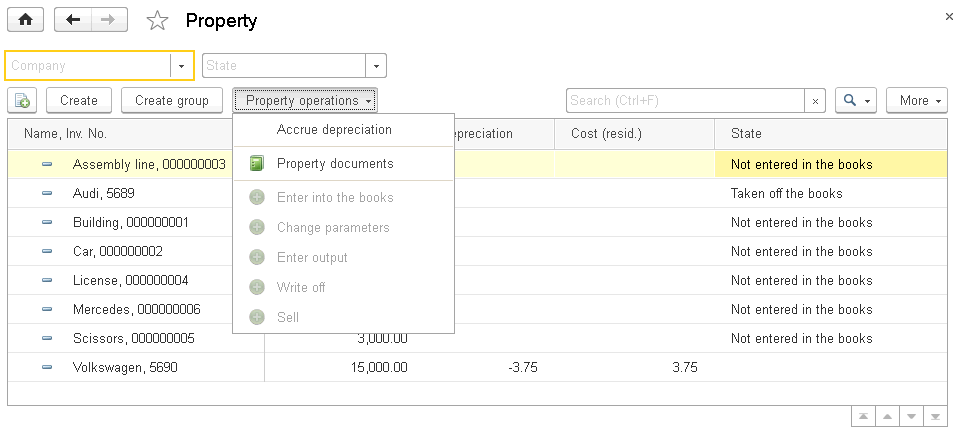 Property
Company State
Create Create group Property operations Search (Ctrl+F) More
Name, Inv. No. epreciation Cost (resid.) State
Accrue depreciation
Assembly line, 000000003 Not entered in the books
Property documents
Audi, 5689 Taken off the books
Enter into the books
Building, 000000001 Not entered in the books
Change parameters
Car, 000000002 Not entered in the books
Enter output
License, 000000004 Not entered in the books
Write off
Mercedes, 000000006 Not entered in the books
Sell
Scissors, 000000005 3,000.00 Not entered in the books
Volkswagen, 5690 15,000.00 -3.75 3.75